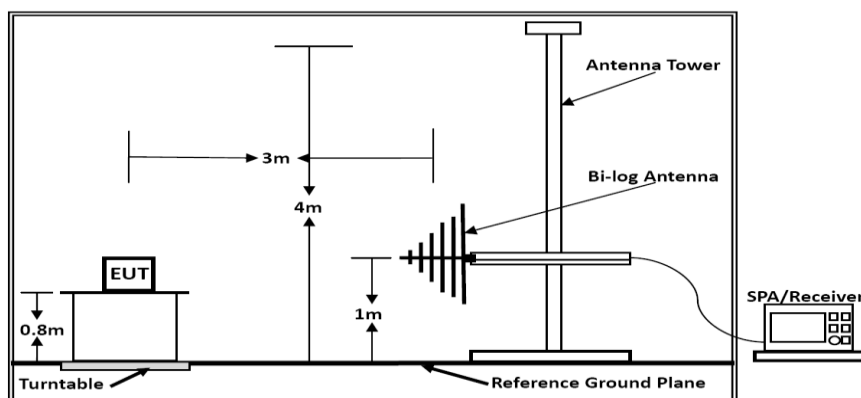 Antenna Tower
3m
Bi-log Antenna
4m
EUT
SPA/Receiver
0.8m
1m
Turntable
Reference Ground Plane